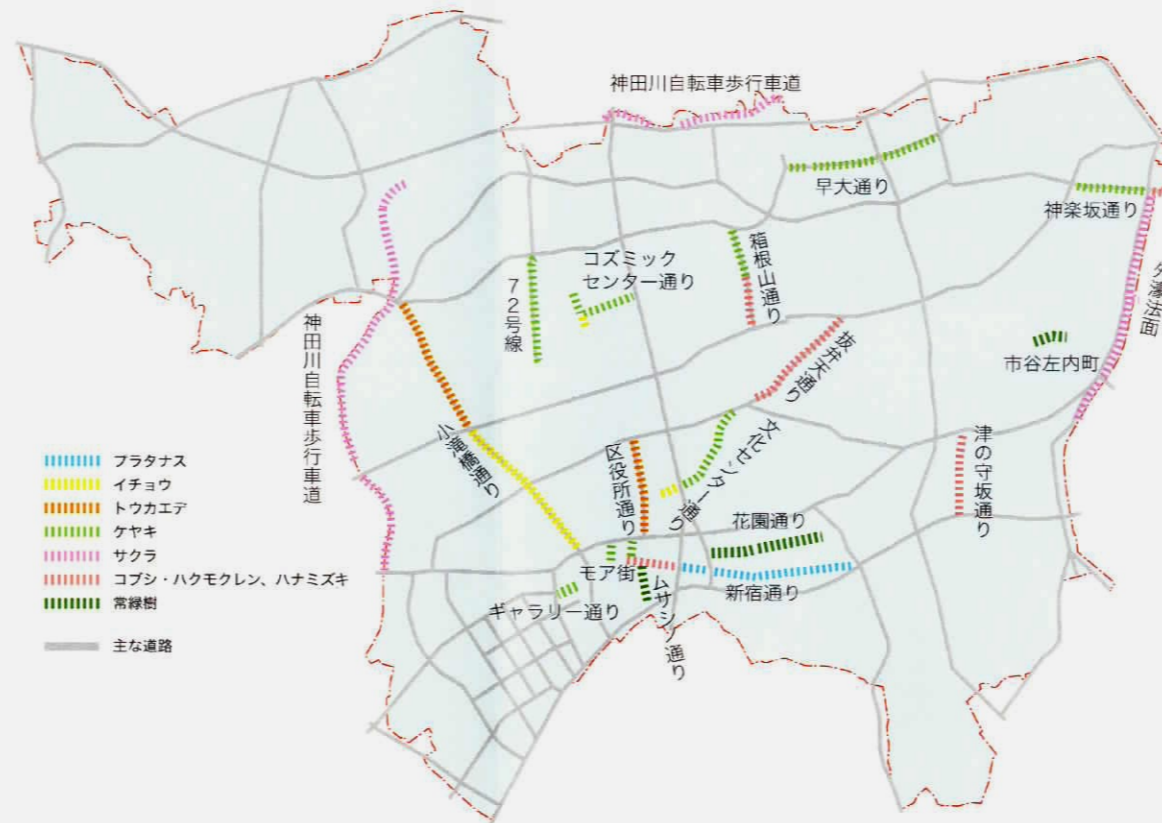 神田川自転車歩行車道
早大通り
神楽坂通り
外濠法面
コズミック
センター通り
箱根山通り
72号線
神田川自転車歩行車道
抜弁天通り
市谷左内町
小滝橋通り
区役所通り
文化センター通り
津の守坂通り
花園通り
モア街
新宿通り
ギャラリー通り
ムサシノ通り
プラタナス
イチョウ
トウカエデ
ケヤキ
サクラ
コブシ・ハクモクレン、ハナミズキ
常緑樹
主な道路